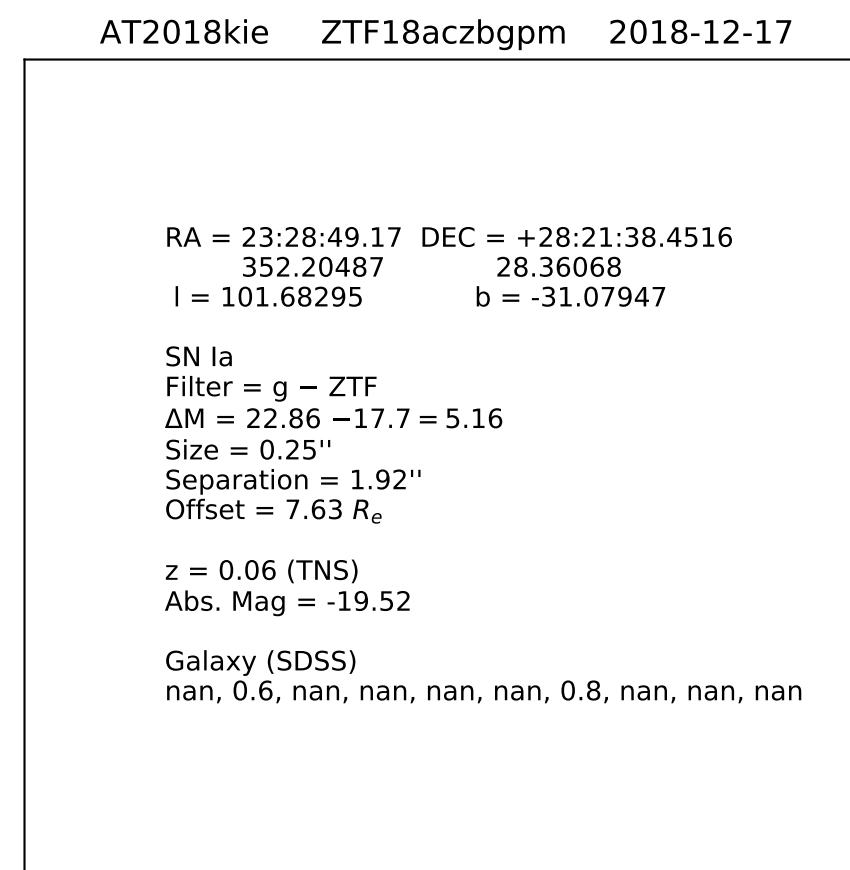 AT2018kie ZTF18aczbgpm 2018-12-17
RA = 23:28:49.17 DEC = +28:21:38.4516
352.20487 28.36068
l = 101.68295 b = -31.07947
SN Ia
Filter = g − ZTF
ΔM = 22.86 −17.7 = 5.16
Size = 0.25''
Separation = 1.92''
Offset = 7.63 Rₑ
z = 0.06 (TNS)
Abs. Mag = -19.52
Galaxy (SDSS)
nan, 0.6, nan, nan, nan, nan, 0.8, nan, nan, nan